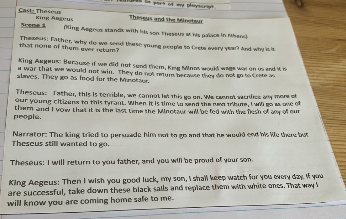 features in part of my playscript
Cast: Theseus
King Aegeus
Theseus and the Minotaur
Scene 3
(King Aegeus stands with his son Theseus at his palace in Athens)
Theseus: Father, why do we send these young people to Crete every year? And why is it
that none of them ever return?
King Aegeus: Because if we did not send them, King Minos would wage war on us and it is
a war that we would not win. They do not return because they do not go to Crete as
slaves. They go as food for the Minotaur.
Theseus: Father, this is terrible, we cannot let this go on. We cannot sacrifice any more of
our young citizens to this tyrant. When it is time to send the next tribute, I will go as one of
them and I vow that it is the last time the Minotaur will be fed with the flesh of any of our
people.
Narrator: The king tried to persuade him not to go and that he would end his life there but
Theseus still wanted to go.
Theseus: I will return to you father, and you will be proud of your son.
King Aegeus: Then I wish you good luck, my son, I shall keep watch for you every day. If you
are successful, take down these black sails and replace them with white ones. That way I
will know you are coming home safe to me.